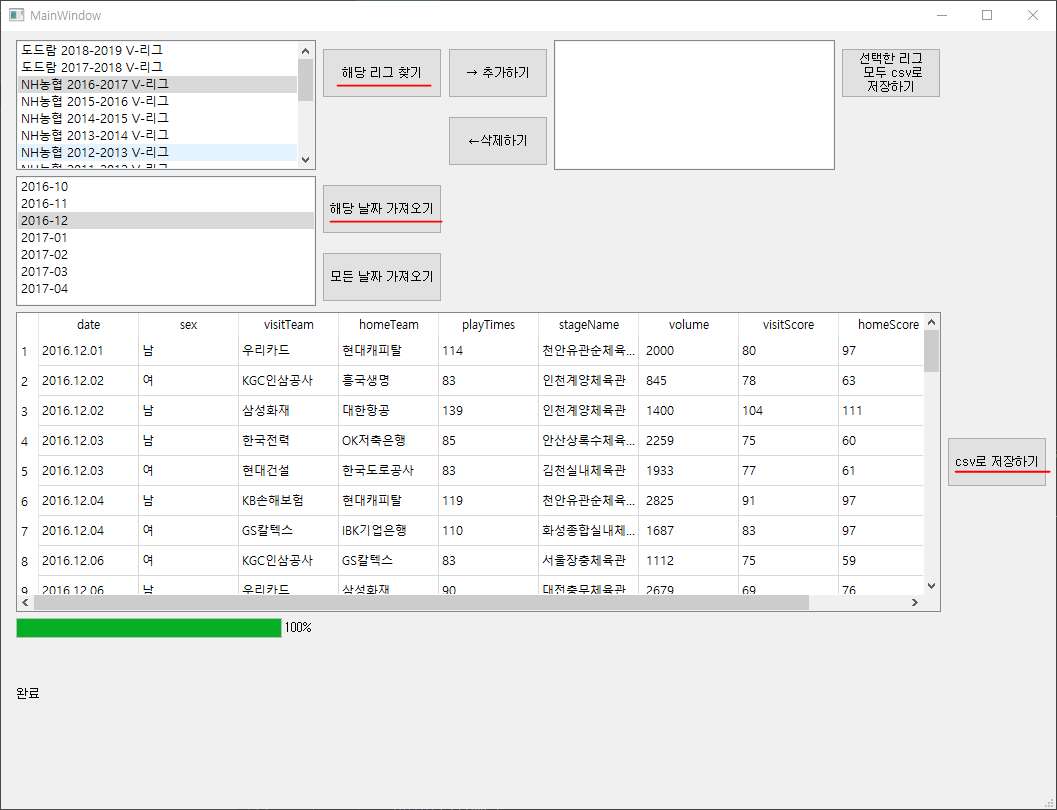 MainWindow
도드람 2018-2019 V-리그
도드람 2017-2018 V-리그
NH농협 2016-2017 V-리그
NH농협 2015-2016 V-리그
NH농협 2014-2015 V-리그
NH농협 2013-2014 V-리그
NH농협 2012-2013 V-리그
NH농협 2011-2012 V-리그
해당 리그 찾기
→ 추가하기
←삭제하기
선택한 리그
모두 csv로
저장하기
2016-10
2016-11
2016-12
2017-01
2017-02
2017-03
2017-04
해당 날짜 가져오기
모든 날짜 가져오기
date sex visitTeam homeTeam playTimes stageName volume visitScore homeScore
1 2016.12.01 남 우리카드 현대캐피탈 114 천안유관순체육... 2000 80 97
2 2016.12.02 여 KGC인삼공사 흥국생명 83 인천계양체육관 845 78 63
3 2016.12.02 남 삼성화재 대한항공 139 인천계양체육관 1400 104 111
4 2016.12.03 남 한국전력 OK저축은행 85 안산상록수체육... 2259 75 60
5 2016.12.03 여 현대건설 한국도로공사 83 김천실내체육관 1933 77 61
6 2016.12.04 남 KB손해보험 현대캐피탈 119 천안유관순체육... 2825 91 97
7 2016.12.04 여 GS칼텍스 IBK기업은행 110 화성종합실내체... 1687 83 97
8 2016.12.06 여 KGC인삼공사 GS칼텍스 83 서울장충체육관 1112 75 59
9 2016.12.06 남 우리카드 삼성화재 90 대전충무체육관 2679 69 76
csv로 저장하기
100%
완료